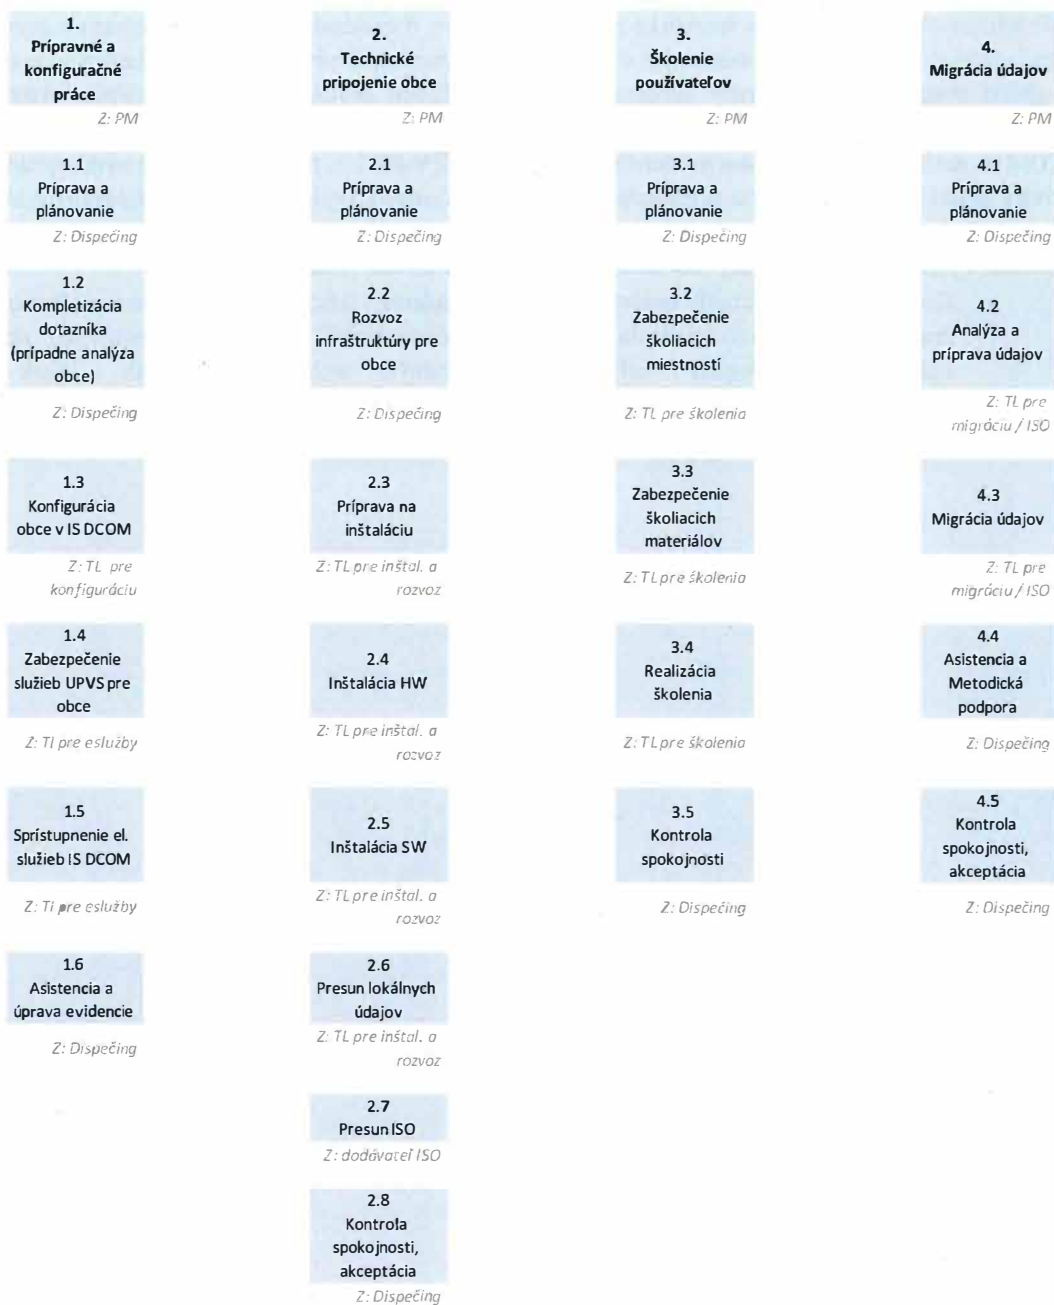 1.
Prípravné a
konfiguračné
práce
Z: PM
1.1
Príprava a
plánovanie
Z: Dispečing
1.2
Kompletizácia
dotazníka
(prípadne analýza
obce)
Z: Dispečing
1.3
Konfigurácia
obce v IS DCOM
Z: TL pre
konfiguráciu
1.4
Zabezpečenie
služieb UPVS pre
obce
Z: Tl pre eslužby
1.5
Sprístupnenie el.
služieb IS DCOM
Z: Tl pre eslužby
1.6
Asistencia a
úprava evidencie
Z: Dispečing
2.
Technické
pripojenie obce
Z: PM
2.1
Príprava a
plánovanie
Z: Dispečing
2.2
Rozvoz
infraštruktúry pre
obce
Z: Dispečing
2.3
Príprava na
inštaláciu
Z: TL pre inštal. a
rozvoz
2.4
Inštalácia HW
Z: TL pre inštal. a
rozvoz
2.5
Inštalácia SW
Z: TL pre inštal. a
rozvoz
2.6
Presun lokálnych
údajov
Z: TL pre inštal. a
rozvoz
2.7
Presun ISO
Z: dodávateľ ISO
2.8
Kontrola
spokojnosti,
akceptácia
Z: Dispečing
3.
Školenie
používateľov
Z: PM
3.1
Príprava a
plánovanie
Z: Dispečing
3.2
Zabezpečenie
školiacich
miestností
Z: TL pre školenia
3.3
Zabezpečenie
školiacich
materiálov
Z: TL pre školenia
3.4
Realizácia
školenia
Z: TL pre školenia
3.5
Kontrola
spokojnosti
Z: Dispečing
4.
Migrácia údajov
Z: PM
4.1
Príprava a
plánovanie
Z: Dispečing
4.2
Analýza a
príprava údajov
Z: TL pre
migráciu / ISO
4.3
Migrácia údajov
Z: TL pre
migráciu / ISO
4.4
Asistencia a
Metodická
podpora
Z: Dispečing
4.5
Kontrola
spokojnosti,
akceptácia
Z: Dispečing